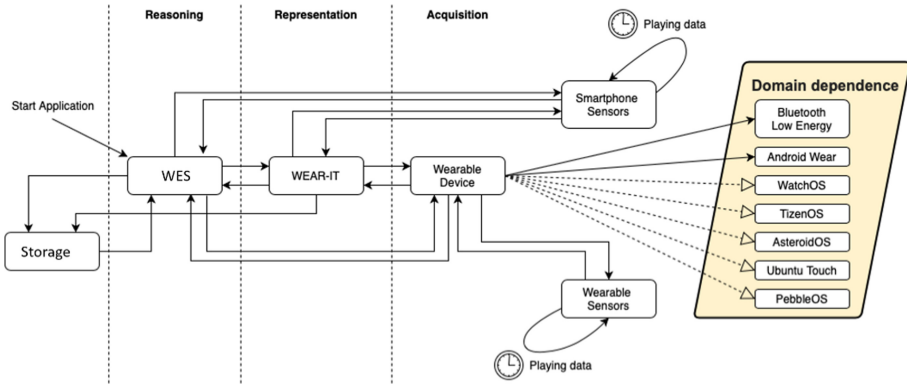 Reasoning
Representation
Acquisition
Playing data
Domain dependence
Start Application
Smartphone
Sensors
Bluetooth
Low Energy
WES
WEAR-IT
Wearable
Device
Android Wear
WatchOS
TizenOS
Storage
AsteroidOS
Ubuntu Touch
Wearable
Sensors
PebbleOS
Playing data